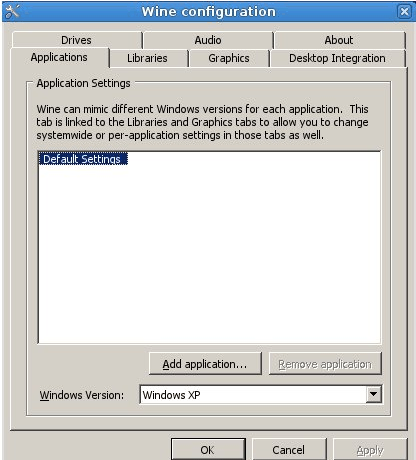 Wine configuration
Drives Audio About
Applications Libraries Graphics Desktop Integration
Application Settings
Wine can mimic different Windows versions for each application. This
tab is linked to the Libraries and Graphics tabs to allow you to change
systemwide or per-application settings in those tabs as well.
Default Settings
Add application... Remove application
Windows Version: Windows XP
OK Cancel Apply